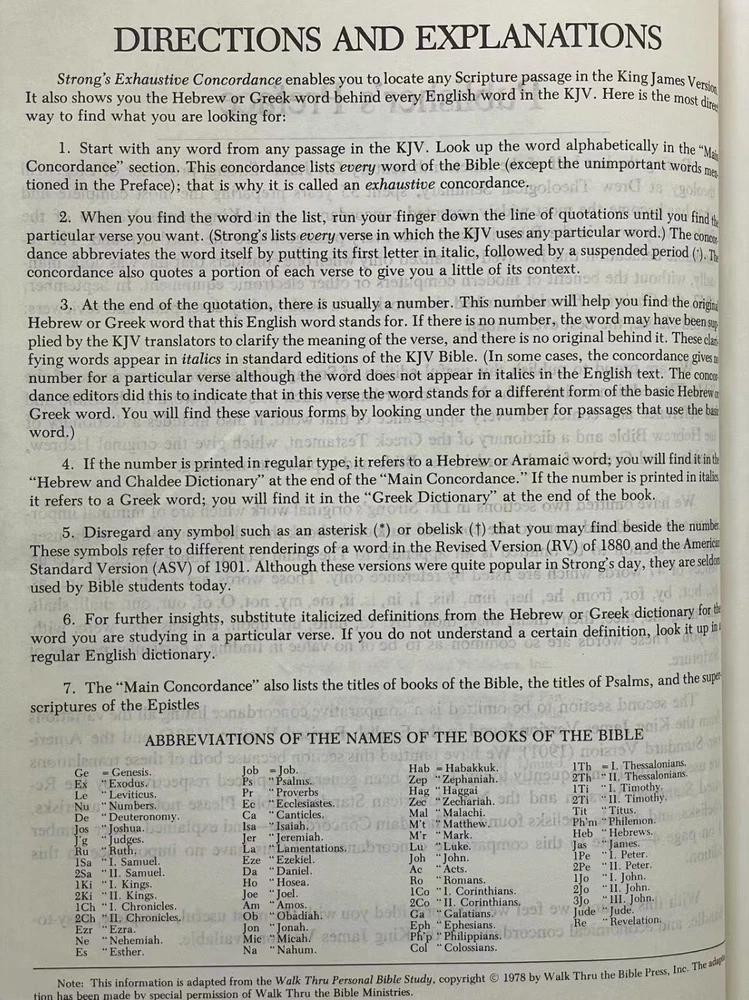 DIRECTIONS AND EXPLANATIONS
Strong's Exhaustive Concordance enables you to locate any Scripture passage in the King James Version
It also shows you the Hebrew or Greek word behind every English word in the KJV. Here is the most
way to find what you are looking for:
1. Start with any word from any passage in the KJV. Look up the word alphabetically in the
Concordance” section. This concordance lists every word of the Bible (except the unimportant words men-
tioned in the Preface); that is why it is called an exhaustive concordance.
2. When you find the word in the list, run your finger down the line of quotations until you find the
particular verse you want. (Strong's lists every verse in which the KJV uses any particular word.) The concor-
dance abbreviates the word itself by putting its first letter in italic, followed by a suspended period (·). The
concordance also quotes a portion of each verse to give you a little of its context.
3. At the end of the quotation, there is usually a number. This number will help you find the original
Hebrew or Greek word that this English word stands for. If there is no number, the word may have been sup-
plied by the KJV translators to clarify the meaning of the verse, and there is no original behind it. These clari-
fying words appear in italics in standard editions of the KJV Bible. (In some cases, the concordance gives
number for a particular verse although the word does not appear in italics in the English text. The concor-
dance editors did this to indicate that in this verse the word stands for a different form of the basic Hebrew
Greek word. You will find these various forms by looking under the number for passages that use the basic
word.)
4. If the number is printed in regular type, it refers to a Hebrew or Aramaic word; you will find it in the
“Hebrew and Chaldee Dictionary” at the end of the “Main Concordance.” If the number is printed in italics
it refers to a Greek word; you will find it in the “Greek Dictionary” at the end of the book.
5. Disregard any symbol such as an asterisk (*) or obelisk (†) that you may find beside the number
These symbols refer to different renderings of a word in the Revised Version (RV) of 1880 and the American
Standard Version (ASV) of 1901. Although these versions were quite popular in Strong's day, they are seldom
used by Bible students today.
6. For further insights, substitute italicized definitions from the Hebrew or Greek dictionary for the
word you are studying in a particular verse. If you do not understand a certain definition, look it up in a
regular English dictionary.
7. The “Main Concordance” also lists the titles of books of the Bible, the titles of Psalms, and the super-
scriptures of the Epistles
ABBREVIATIONS OF THE NAMES OF THE BOOKS OF THE BIBLE
Ge = Genesis.
Ex " Exodus.
Le " Leviticus.
Nu " Numbers.
De " Deuteronomy.
Jos " Joshua.
J'g " Judges.
Ru " Ruth.
1Sa " I. Samuel.
2Sa " II. Samuel.
1Ki " I. Kings.
2Ki " II. Kings.
1Ch " I. Chronicles.
2Ch " II. Chronicles.
Ezr " Ezra.
Ne " Nehemiah.
Es " Esther.
Job = Job.
Ps " Psalms.
Pr " Proverbs
Ec " Ecclesiastes.
Ca " Canticles.
Isa " Isaiah.
Jer " Jeremiah.
La " Lamentations.
Eze " Ezekiel.
Da " Daniel.
Ho " Hosea.
Joe " Joel.
Am " Amos.
Ob " Obadiah.
Jon " Jonah.
Mic " Micah.
Na " Nahum.
Hab = Habakkuk.
Zep " Zephaniah.
Hag " Haggai
Zec " Zechariah.
Mal " Malachi.
M't " Matthew.
M'r " Mark.
Lu " Luke.
Joh " John.
Ac " Acts.
Ro " Romans.
1Co " I. Corinthians.
2Co " II. Corinthians.
Ga " Galatians.
Eph " Ephesians.
Ph'p " Philippians.
Col " Colossians.
1Th = I. Thessalonians.
2Th " II. Thessalonians.
1Ti " I. Timothy.
2Ti " II. Timothy.
Tit " Titus.
Ph'm " Philemon.
Heb " Hebrews.
Jas " James.
1Pe " I. Peter.
2Pe " II. Peter.
1Jo " I. John.
2Jo " II. John.
3Jo " III. John.
Jude " Jude.
Re " Revelation.
Note: This information is adapted from the Walk Thru Personal Bible Study, copyright © 1978 by Walk Thru the Bible Press, Inc. The
tion has been made by special permission of Walk Thru the Bible Ministries.